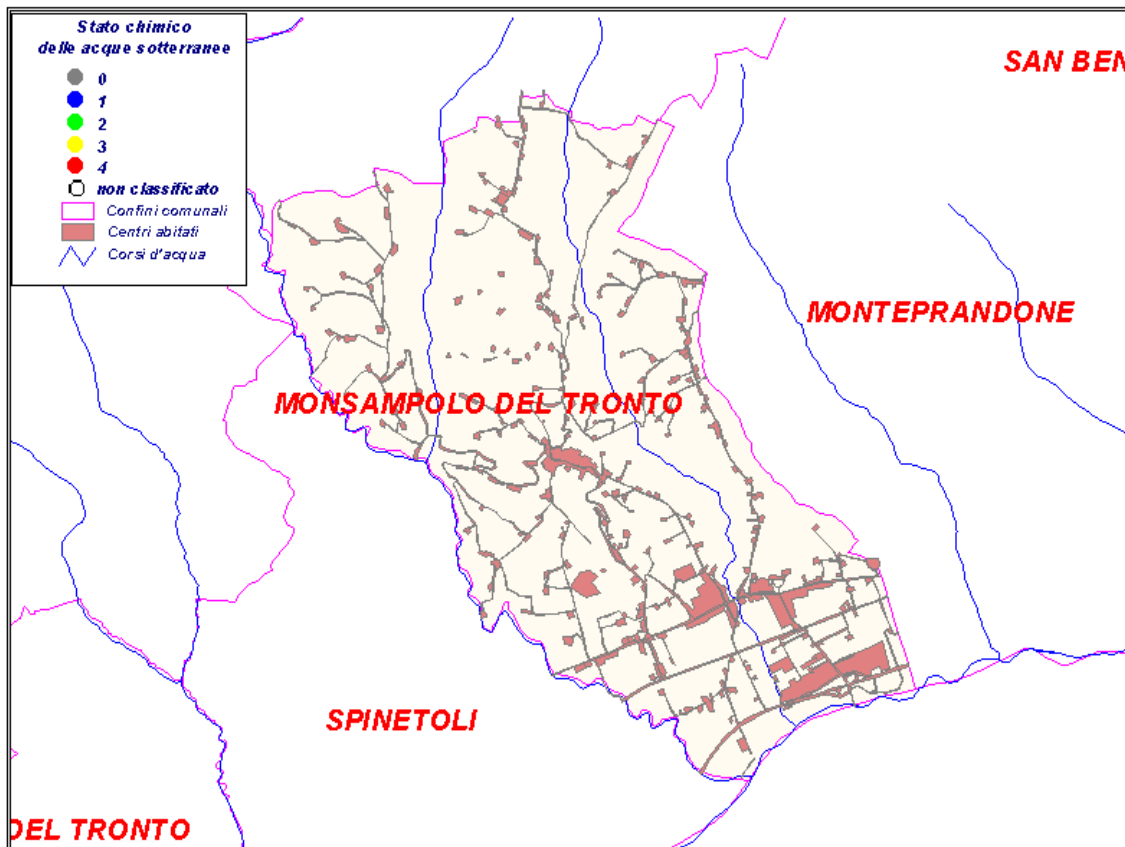 Stato chimico
delle acque sotterranee
0
1
2
3
4
non classificato
Confini comunali
Centri abitati
Corsi d'acqua
SAN BEN
MONTEPRANDONE
MONSAMPOLO DEL TRONTO
SPINETOLI
DEL TRONTO